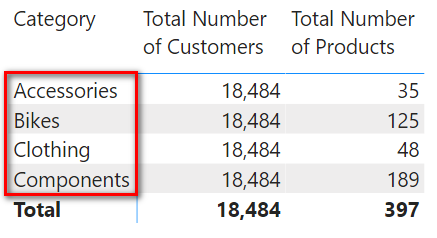 Category Total Number of Customers Total Number of Products
Accessories 18,484 35
Bikes 18,484 125
Clothing 18,484 48
Components 18,484 189
Total 18,484 397